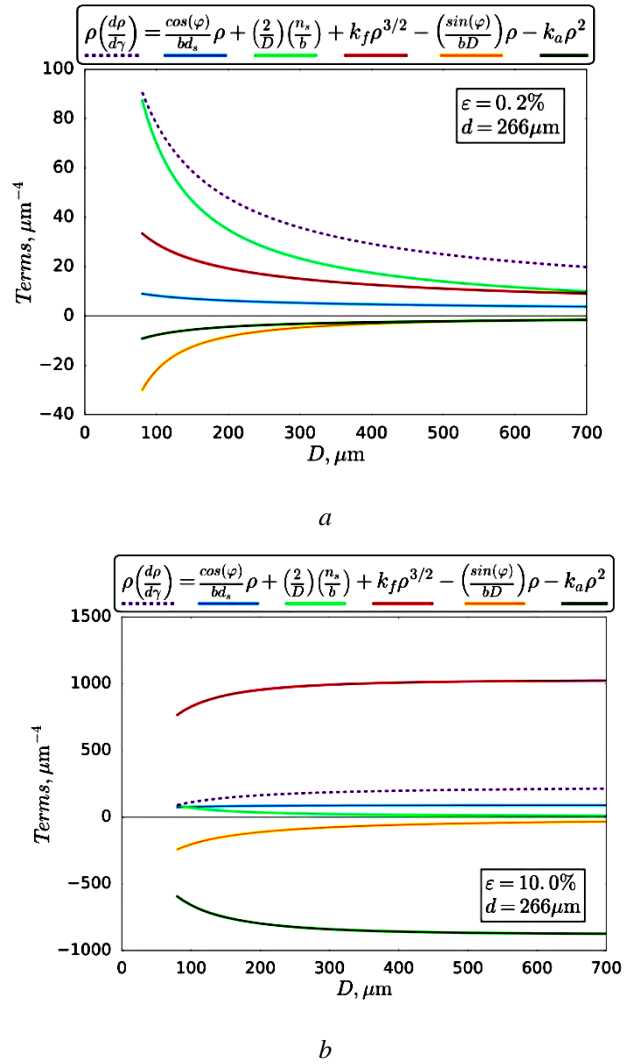 ρ(dρ/dγ) = cos(φ)/bd_s ρ + (2/D)(n_s/b) + k_f ρ^{3/2} − (sin(φ)/bD)ρ − k_a ρ^2
100
80
60
40
20
0
−20
−40
Terms, μm^{−4}
ε = 0.2%
d = 266μm
0 100 200 300 400 500 600 700
D, μm
a
ρ(dρ/dγ) = cos(φ)/bd_s ρ + (2/D)(n_s/b) + k_f ρ^{3/2} − (sin(φ)/bD)ρ − k_a ρ^2
1500
1000
500
0
−500
−1000
Terms, μm^{−4}
ε = 10.0%
d = 266μm
0 100 200 300 400 500 600 700
D, μm
b